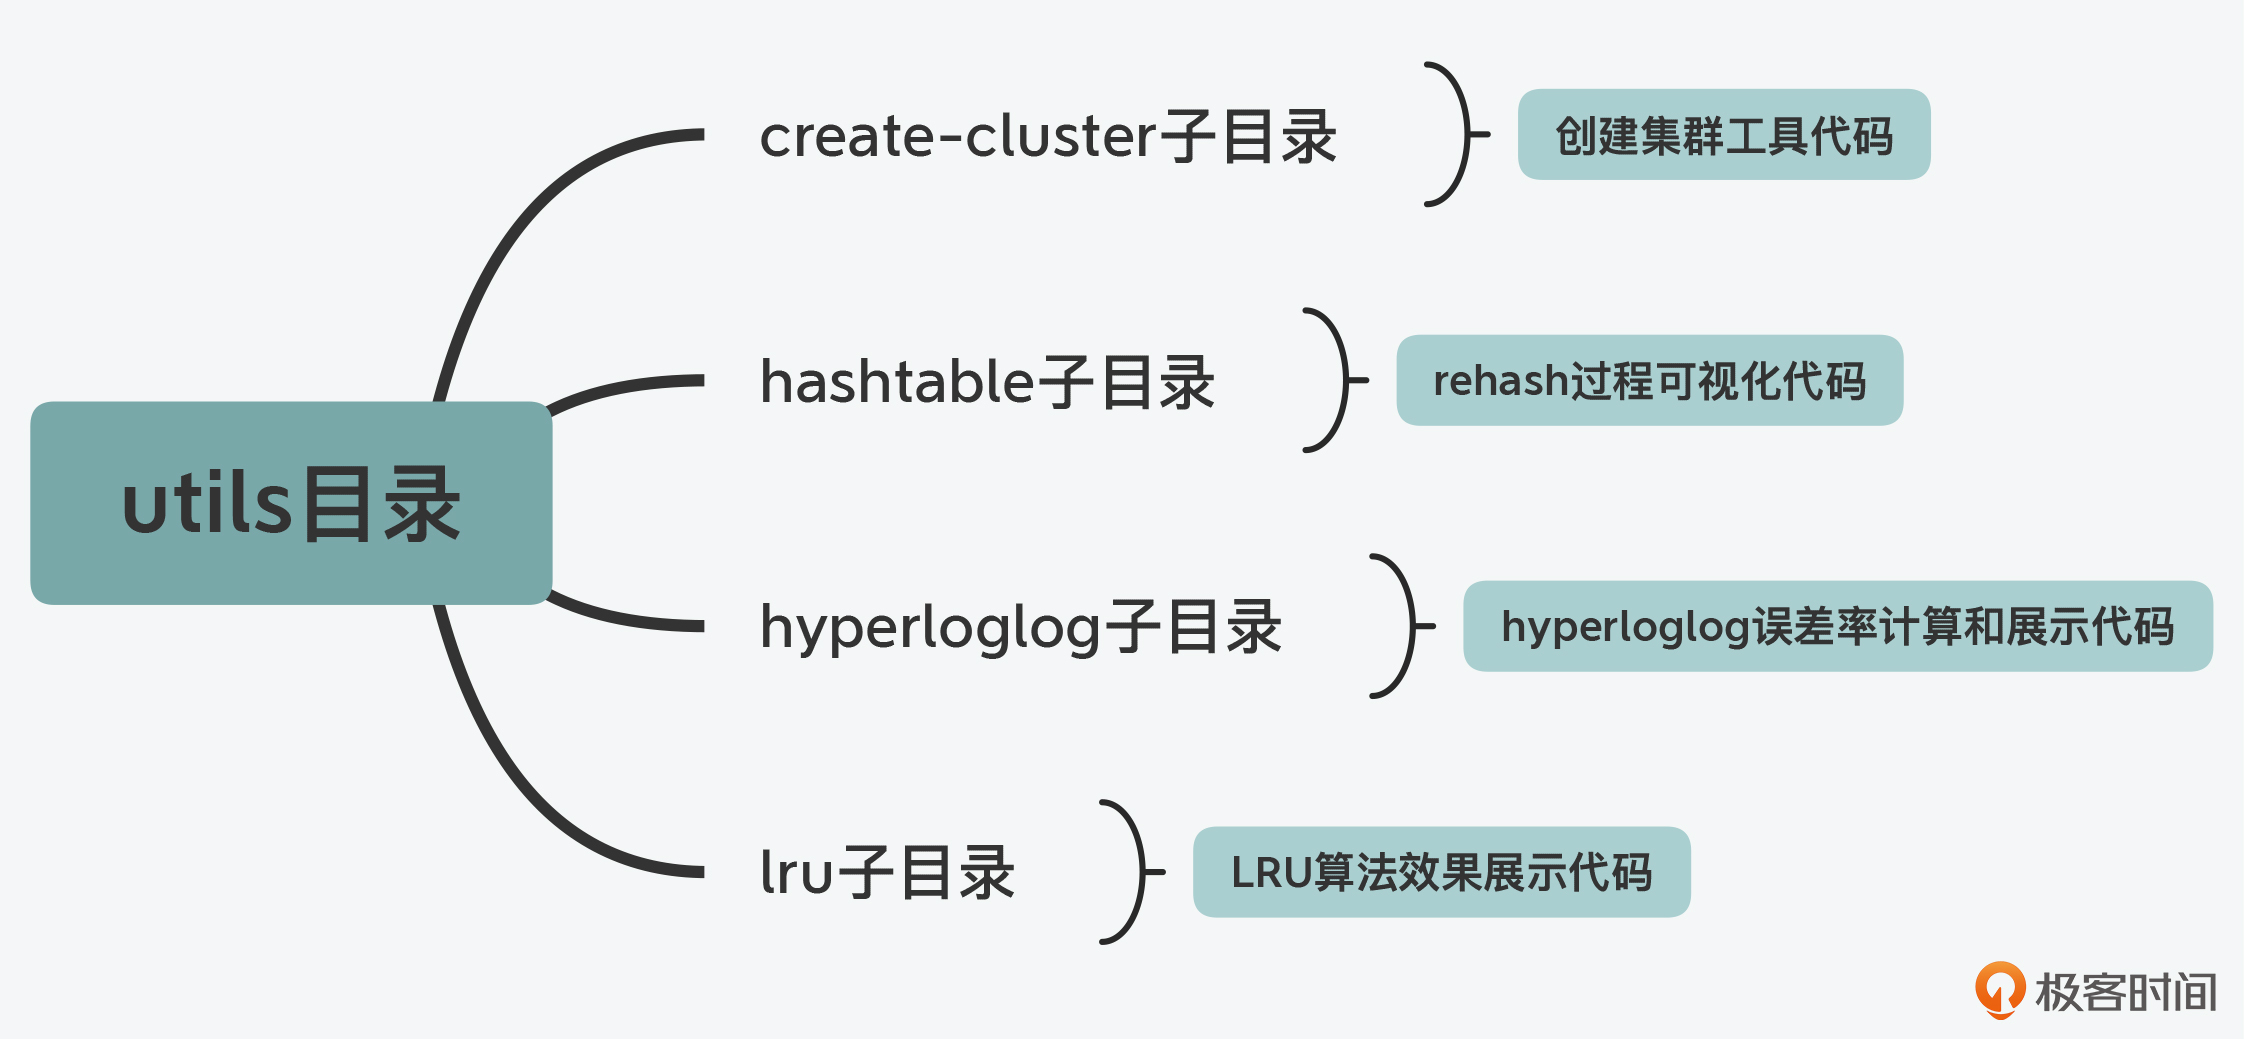 create-cluster子目录
创建集群工具代码
hashtable子目录
rehash过程可视化代码
utils目录
hyperloglog子目录
hyperloglog误差率计算和展示代码
lru子目录
LRU算法效果展示代码
极客时间